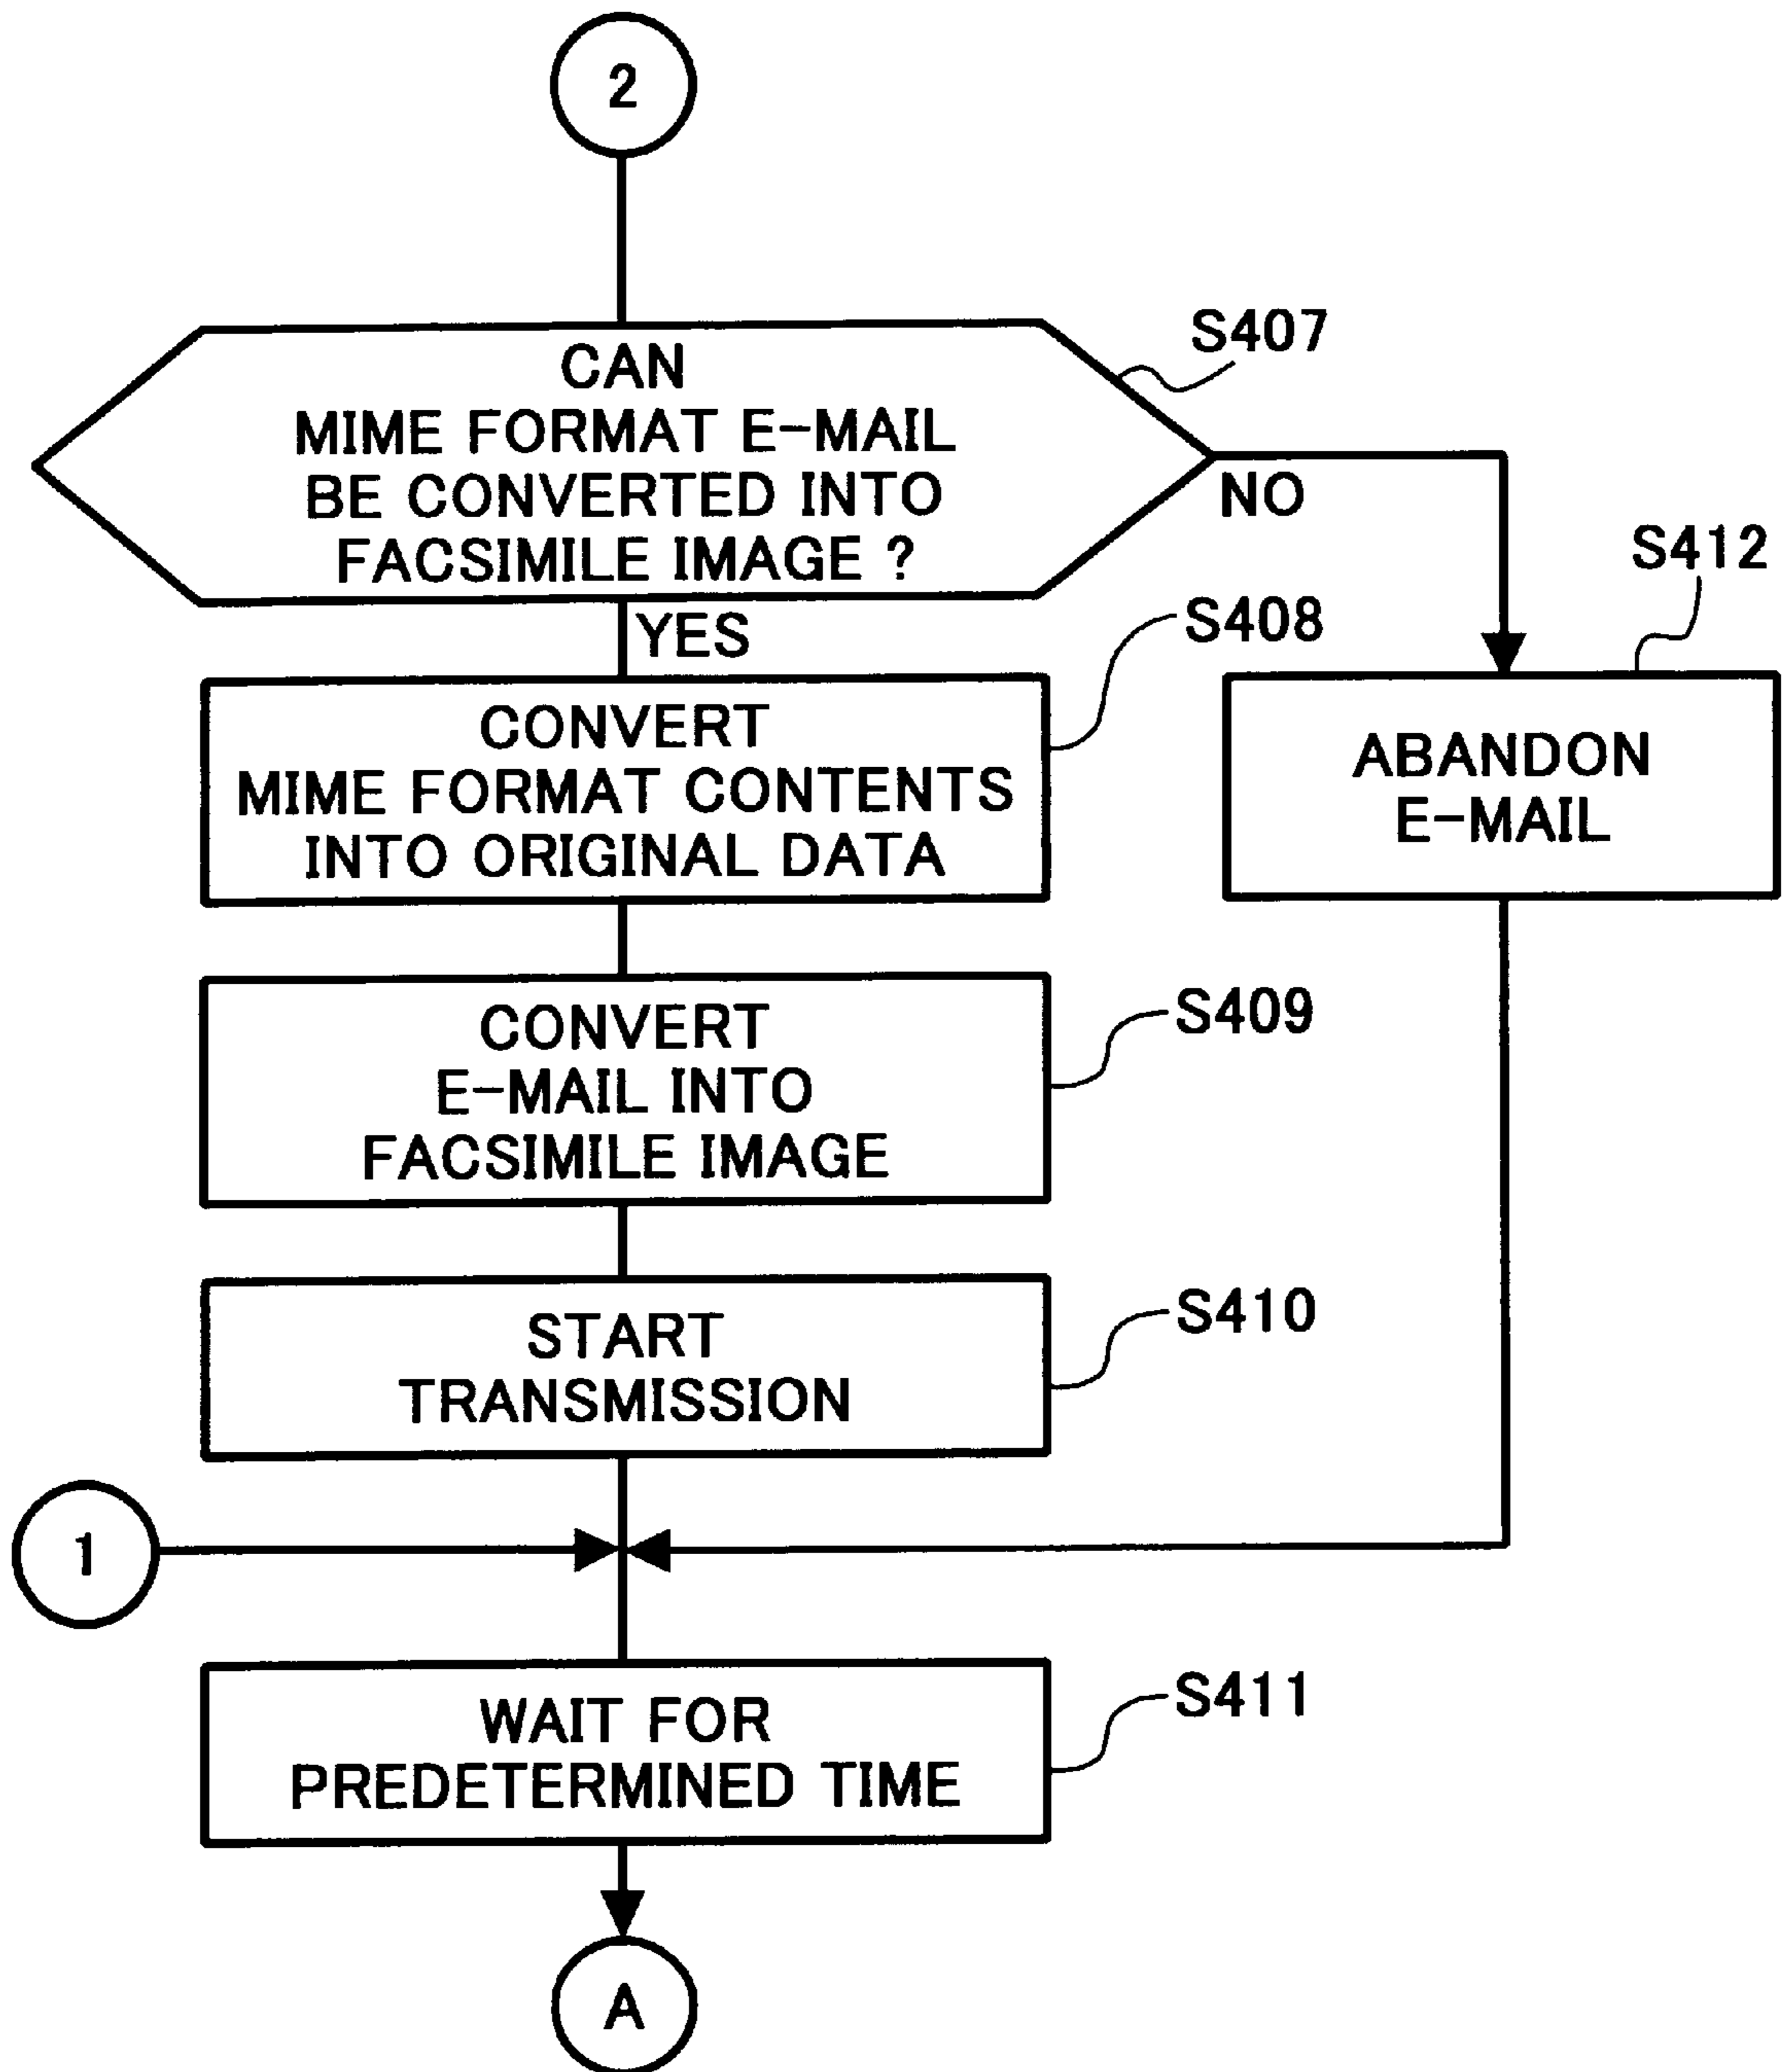 2
S407
CAN
MIME FORMAT E-MAIL
BE CONVERTED INTO
FACSIMILE IMAGE ?
NO
YES
S408
S412
CONVERT
MIME FORMAT CONTENTS
INTO ORIGINAL DATA
ABANDON
E-MAIL
CONVERT
E-MAIL INTO
FACSIMILE IMAGE
S409
START
TRANSMISSION
S410
1
WAIT FOR
PREDETERMINED TIME
S411
A